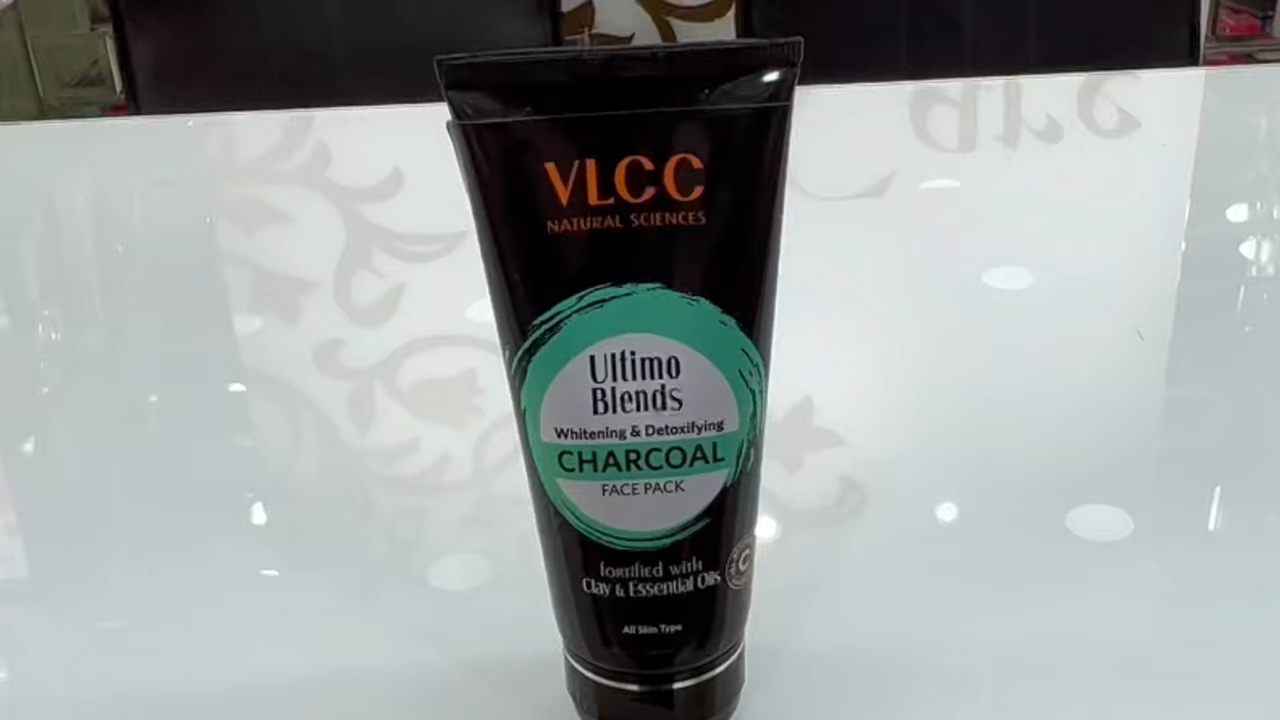 VLCC
NATURAL SCIENCES
Ultimo
Blends
Whitening & Detoxifying
CHARCOAL
FACE PACK
fortified with
Clay & Essential Oils
C
All Skin Type